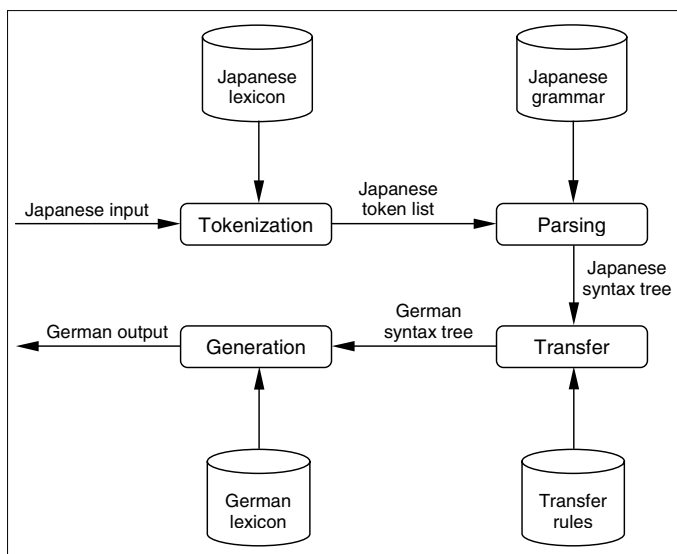 Japanese
lexicon
Japanese
grammar
Japanese input
Tokenization
Japanese
token list
Parsing
Japanese
syntax tree
German output
Generation
German
syntax tree
Transfer
German
lexicon
Transfer
rules